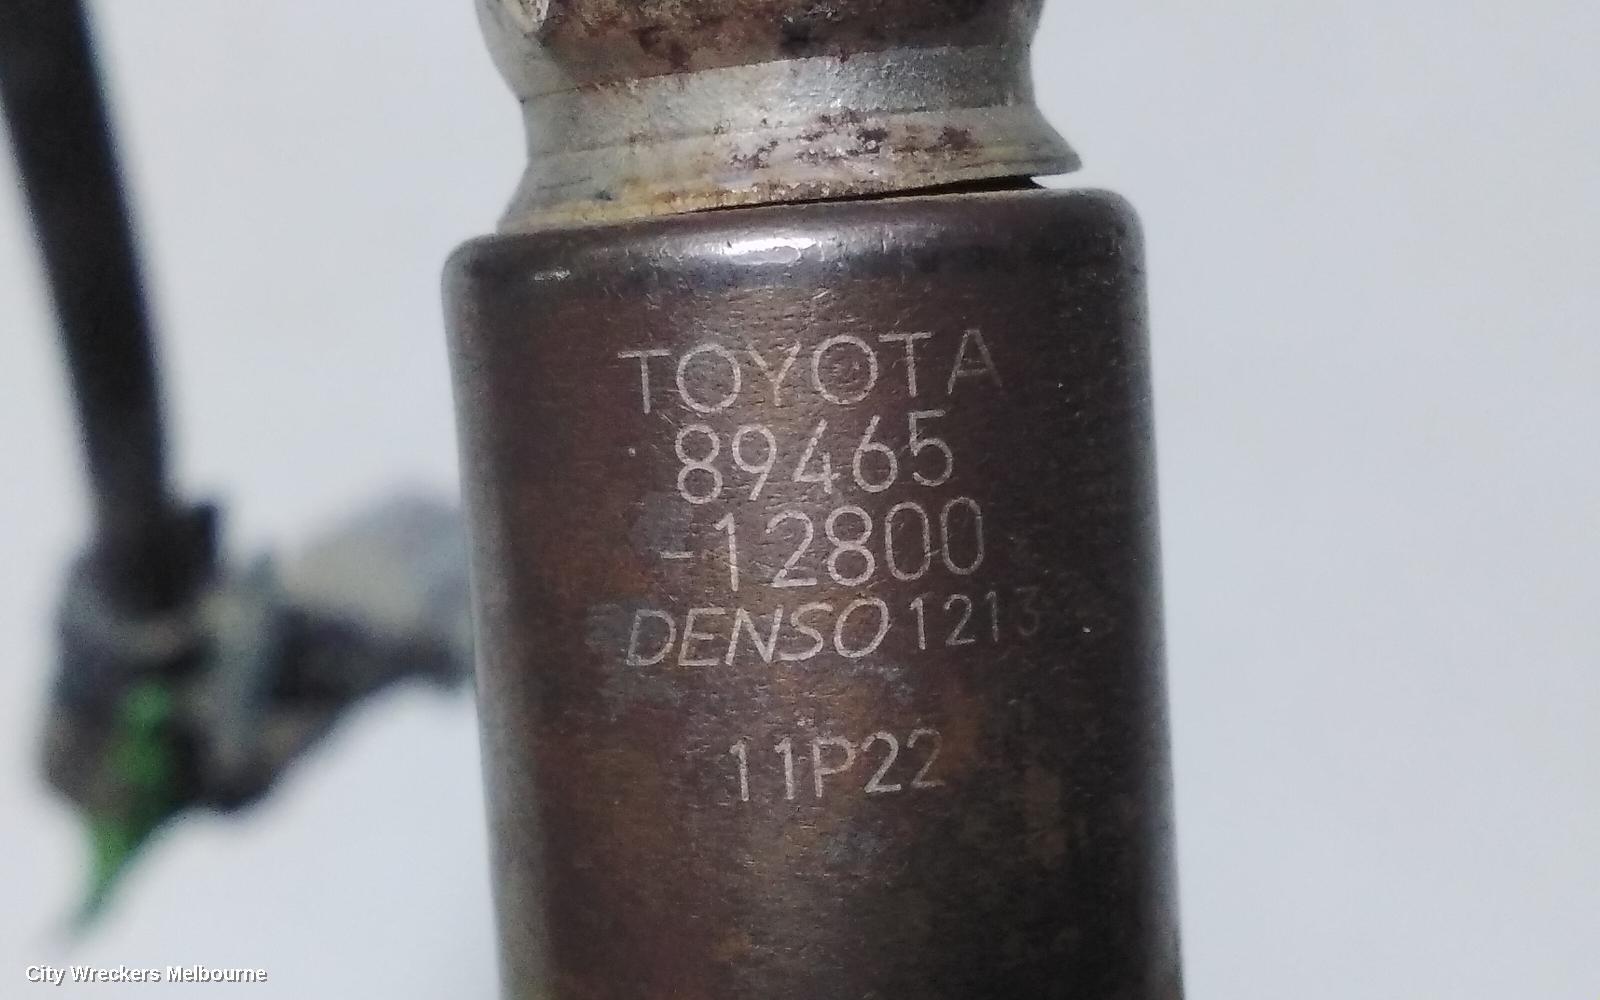 TOYOTA
89465
-12800
DENSO 1213
11P22
City Wreckers Melbourne